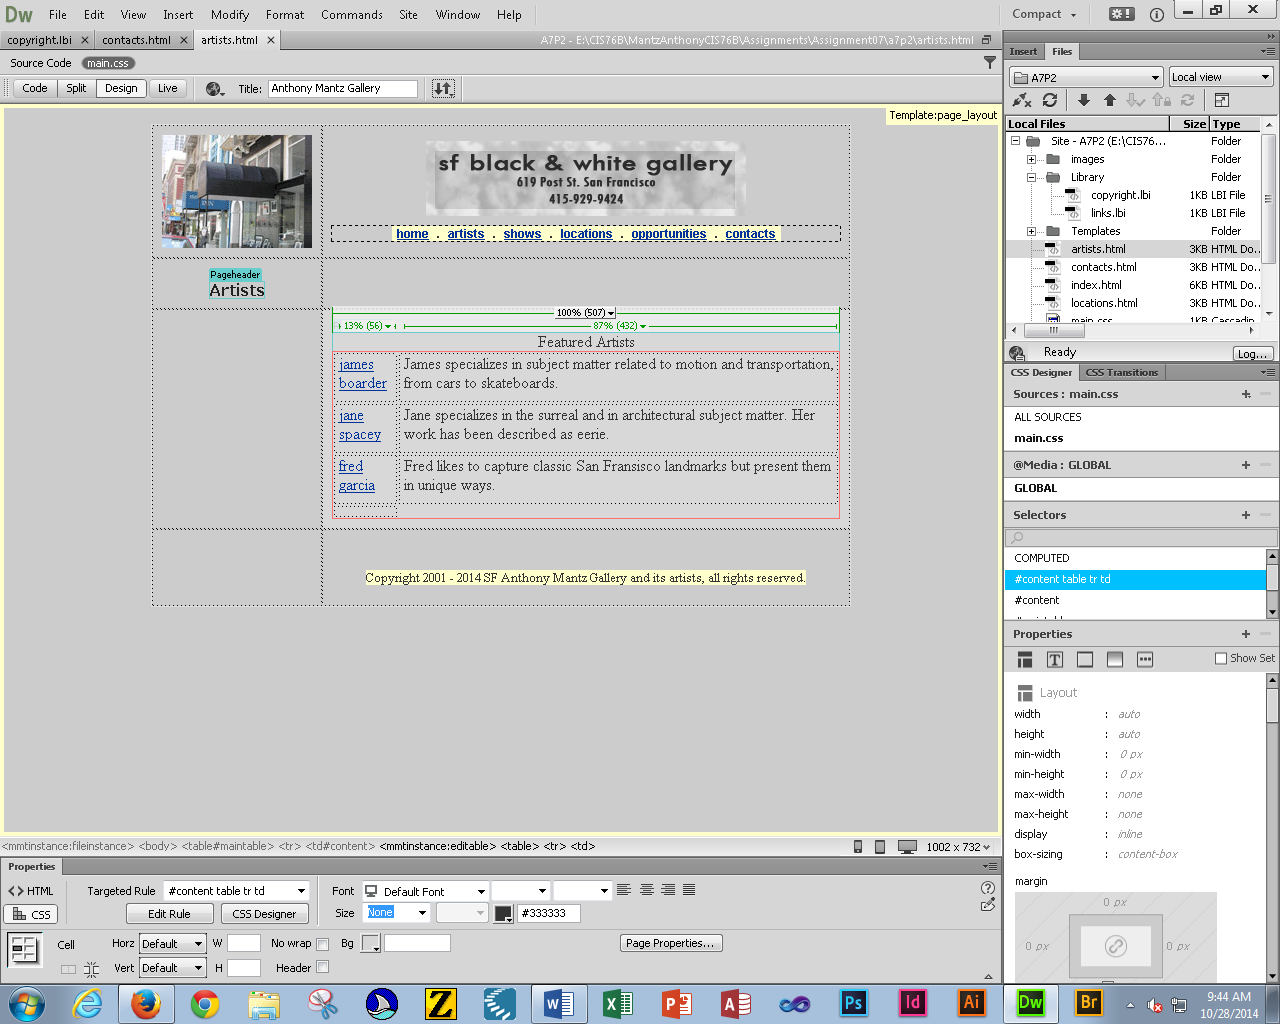 Dw File Edit View Insert Modify Format Commands Site Window Help Compact
copyright.lbi × contacts.html × artists.html × A7P2 - E:\CIS76B\MantzAnthonyCIS76B\Assignments\Assignment07\a7p2\artists.html
Source Code main.css
Code Split Design Live Title: Anthony Mantz Gallery
Template:page_layout
sf black & white gallery
619 Post St. San Francisco
415-929-9424
home . artists . shows . locations . opportunities . contacts
Pageheader
Artists
100% (507)
13% (56) 87% (432)
Featured Artists
james boarder
James specializes in subject matter related to motion and transportation,
from cars to skateboards.
jane spacey
Jane specializes in the surreal and in architectural subject matter. Her
work has been described as eerie.
fred garcia
Fred likes to capture classic San Fransisco landmarks but present them
in unique ways.
Copyright 2001 - 2014 SF Anthony Mantz Gallery and its artists, all rights reserved.
<mmtinstance:fileinstance> <body> <table#maintable> <tr> <td#content> <mmtinstance:editable> <table> <tr> <td> 1002 x 732
Properties
<> HTML Targeted Rule #content table tr td Font Default Font
CSS Edit Rule CSS Designer Size None #333333
Cell Horz Default W No wrap Bg Page Properties...
Vert Default H Header
Insert Files
A7P2 Local view
Local Files Size Type
Site - A7P2 (E:\CIS76... Folder
images Folder
Library Folder
copyright.lbi 1KB LBI File
links.lbi 1KB LBI File
Templates Folder
artists.html 3KB HTML Do..
contacts.html 3KB HTML Do..
index.html 6KB HTML Do..
locations.html 3KB HTML Do..
main.css 1KB Cascadin
Ready Log...
CSS Designer CSS Transitions
Sources : main.css
ALL SOURCES
main.css
@Media : GLOBAL
GLOBAL
Selectors
COMPUTED
#content table tr td
#content
Properties
Show Set
Layout
width : auto
height : auto
min-width : 0 px
min-height : 0 px
max-width : none
max-height : none
display : inline
box-sizing : content-box
margin
0 px
0 px 0 px
W X P A Ps Id Ai Dw Br
9:44 AM
10/28/2014